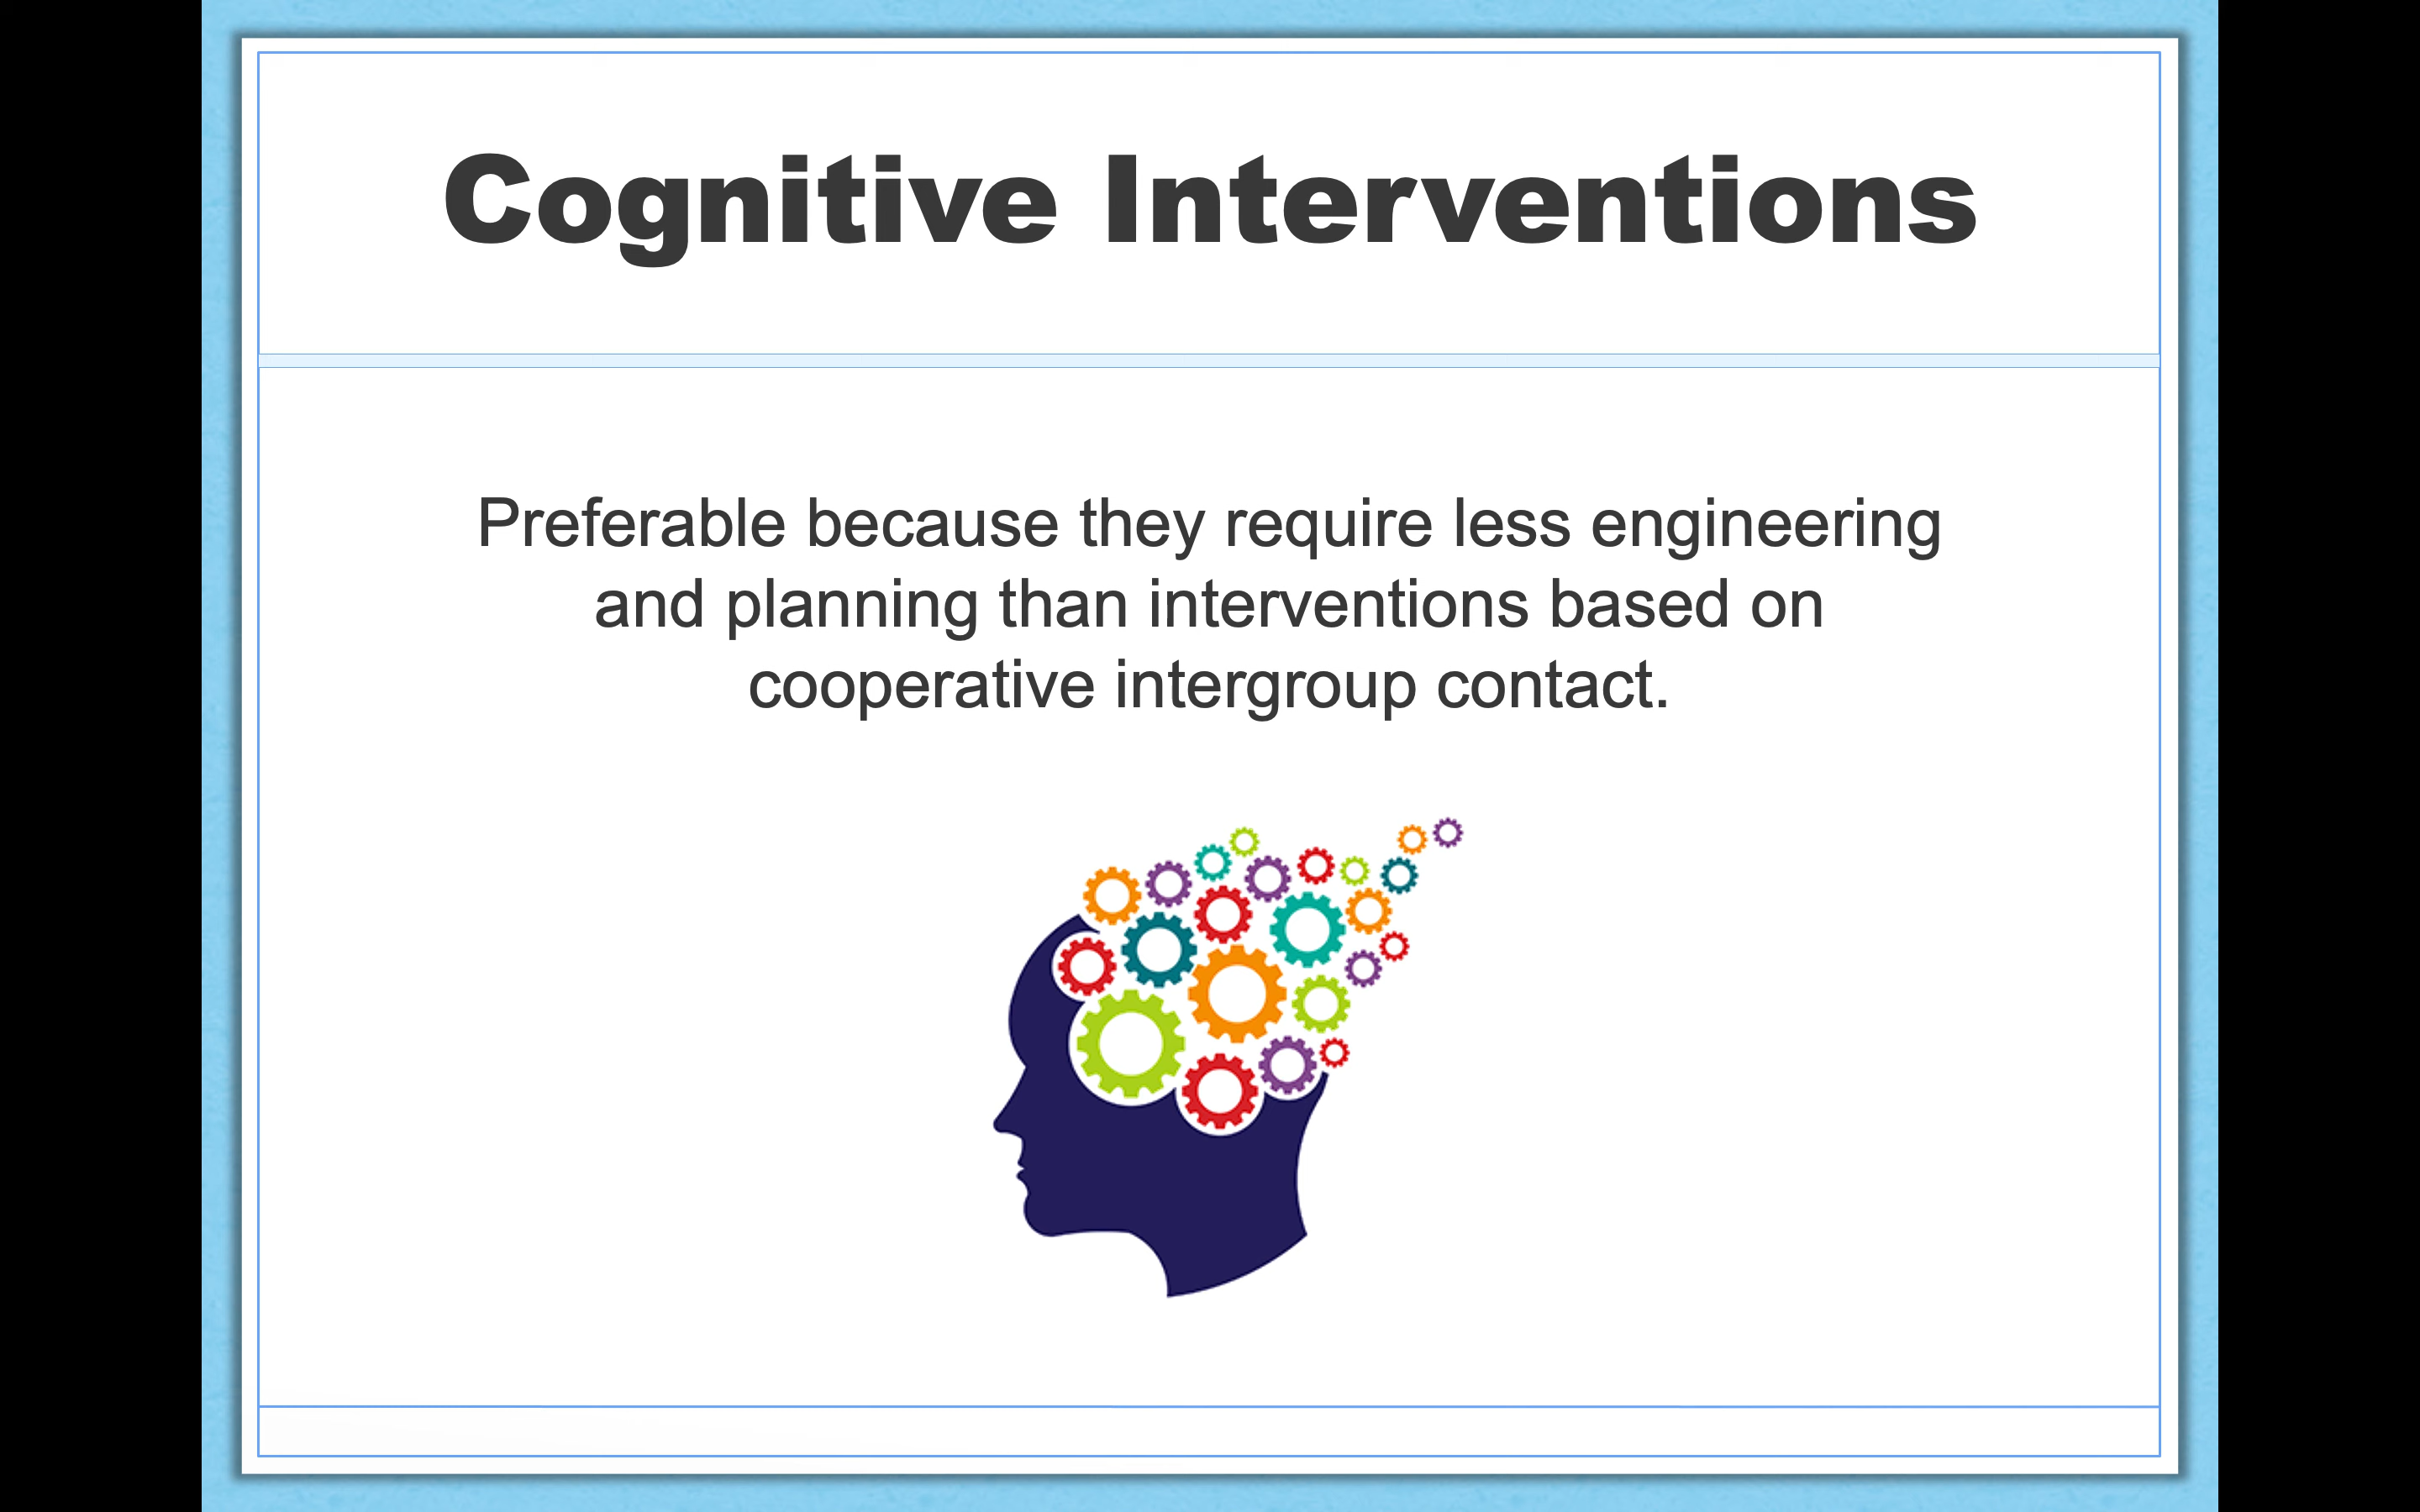 Cognitive Interventions
Preferable because they require less engineering
and planning than interventions based on
cooperative intergroup contact.